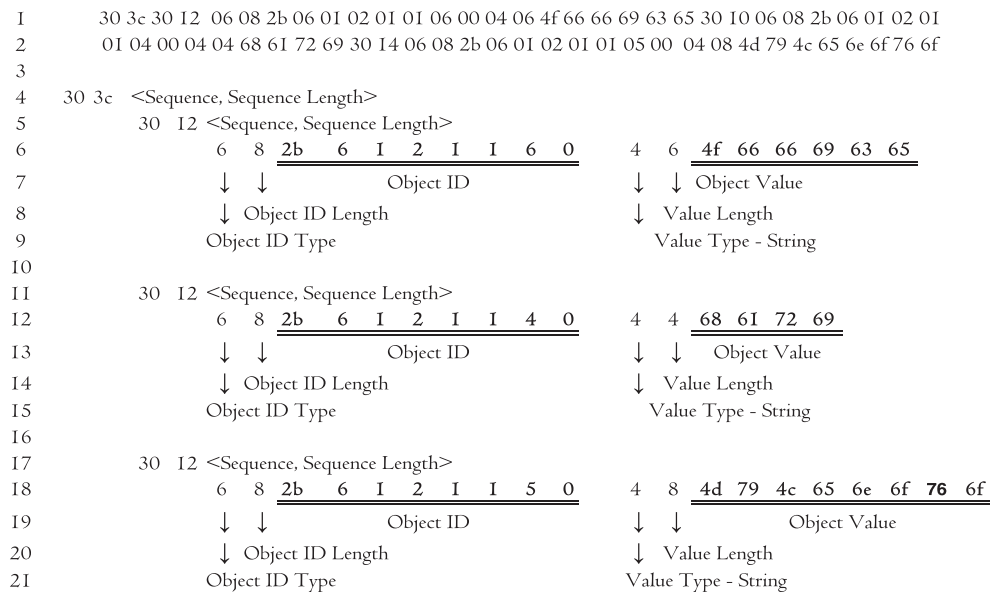 1 30 3c 30 12 06 08 2b 06 01 02 01 01 06 00 04 06 4f 66 66 69 63 65 30 10 06 08 2b 06 01 02 01
2 01 04 00 04 04 68 61 72 69 30 14 06 08 2b 06 01 02 01 01 05 00 04 08 4d 79 4c 65 6e 6f 76 6f
3
4 30 3c <Sequence, Sequence Length>
5 30 12 <Sequence, Sequence Length>
6 6 8 2b 6 1 2 1 1 6 0 4 6 4f 66 66 69 63 65
7 ↓ ↓ Object ID ↓ ↓ Object Value
8 ↓ Object ID Length ↓ Value Length
9 Object ID Type Value Type - String
10
11 30 12 <Sequence, Sequence Length>
12 6 8 2b 6 1 2 1 1 4 0 4 4 68 61 72 69
13 ↓ ↓ Object ID ↓ ↓ Object Value
14 ↓ Object ID Length ↓ Value Length
15 Object ID Type Value Type - String
16
17 30 12 <Sequence, Sequence Length>
18 6 8 2b 6 1 2 1 1 5 0 4 8 4d 79 4c 65 6e 6f 76 6f
19 ↓ ↓ Object ID ↓ ↓ Object Value
20 ↓ Object ID Length ↓ Value Length
21 Object ID Type Value Type - String